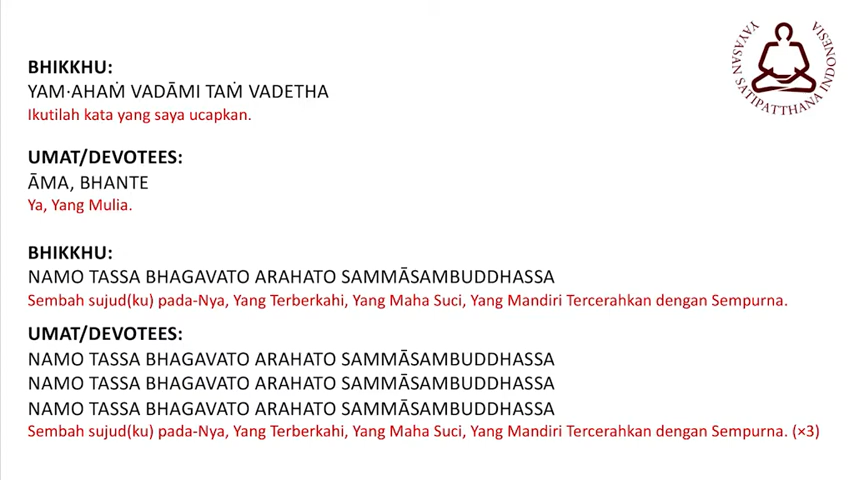 BHIKKHU:
YAM·AHAṀ VADĀMI TAṀ VADETHA
Ikutilah kata yang saya ucapkan.
UMAT/DEVOTEES:
ĀMA, BHANTE
Ya, Yang Mulia.
BHIKKHU:
NAMO TASSA BHAGAVATO ARAHATO SAMMĀSAMBUDDHASSA
Sembah sujud(ku) pada-Nya, Yang Terberkahi, Yang Maha Suci, Yang Mandiri Tercerahkan dengan Sempurna.
UMAT/DEVOTEES:
NAMO TASSA BHAGAVATO ARAHATO SAMMĀSAMBUDDHASSA
NAMO TASSA BHAGAVATO ARAHATO SAMMĀSAMBUDDHASSA
NAMO TASSA BHAGAVATO ARAHATO SAMMĀSAMBUDDHASSA
Sembah sujud(ku) pada-Nya, Yang Terberkahi, Yang Maha Suci, Yang Mandiri Tercerahkan dengan Sempurna. (×3)
YAYASAN SATIPATTHANA INDONESIA